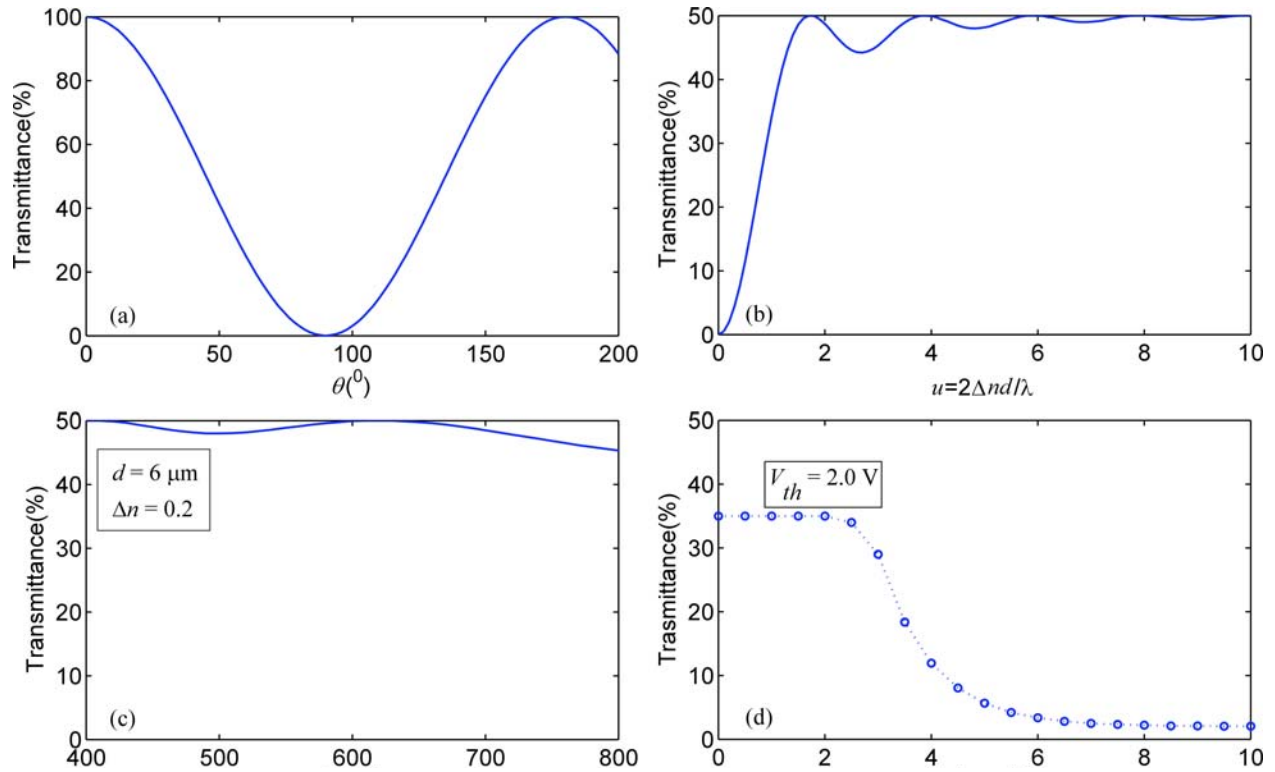 100
80
60
40
20
0
Transmittance(%)
(a)
0 50 100 150 200
θ(⁰)
50
40
30
20
10
0
Transmittance(%)
(b)
0 2 4 6 8 10
u=2Δnd/λ
50
40
30
20
10
0
Transmittance(%)
d = 6 μm
Δn = 0.2
(c)
400 500 600 700 800
50
40
30
20
10
0
Trasmittance(%)
V_th = 2.0 V
(d)
0 2 4 6 8 10